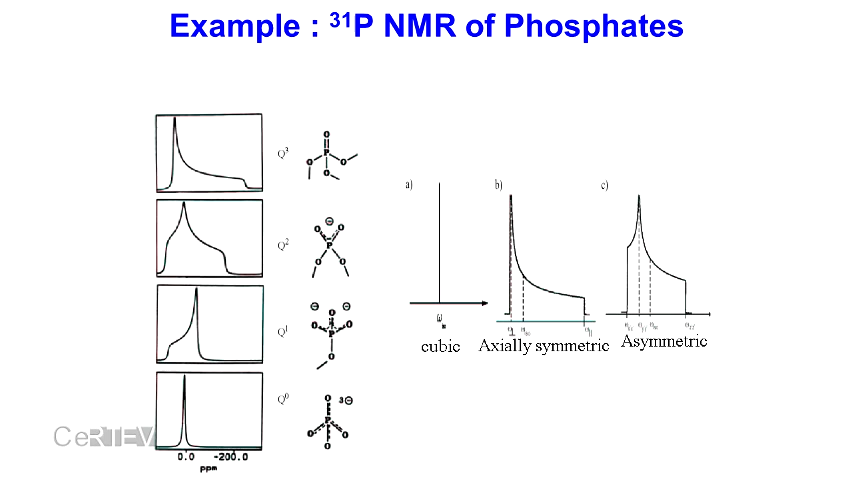 Example : ³¹P NMR of Phosphates
Q³
O
P
O
O
O
Q²
⊖
O
O
P
O
O
Q¹
⊖
⊖
O
O
O
P
O
Q⁰
O
3⊖
P
O
O
O
0.0 -200.0
ppm
a)
cubic
b)
Axially symmetric
c)
Asymmetric
CeRTEV